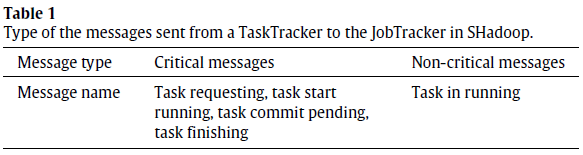 Table 1
Type of the messages sent from a TaskTracker to the JobTracker in SHadoop.
Message type Critical messages Non-critical messages
Message name Task requesting, task start Task in running
running, task commit pending,
task finishing